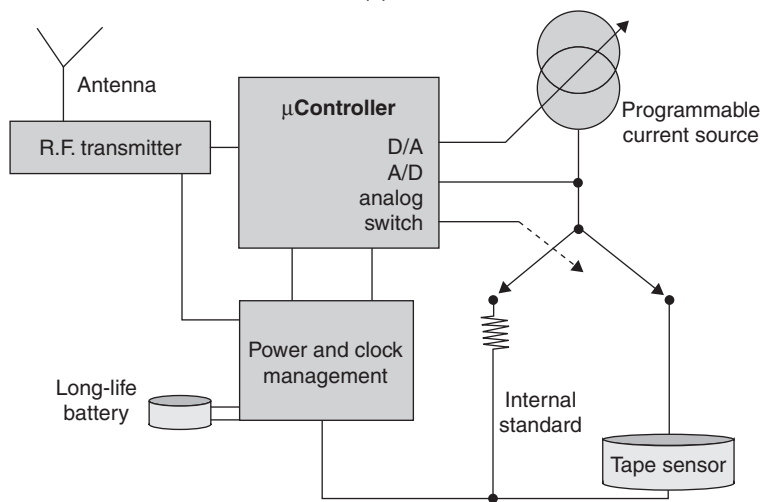 Antenna
R.F. transmitter
μController
D/A
A/D
analog
switch
Programmable
current source
Power and clock
management
Long-life
battery
Internal
standard
Tape sensor